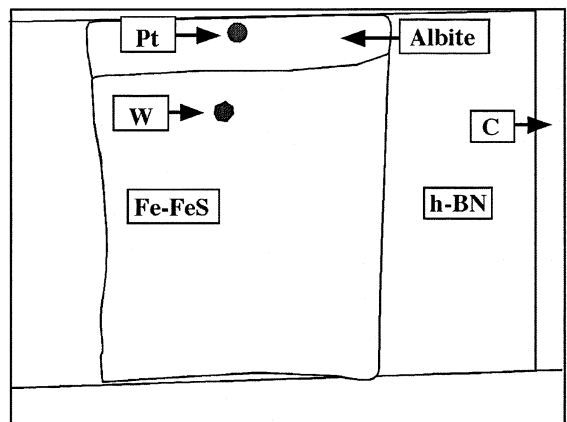 Pt
Albite
W
C
Fe-FeS
h-BN